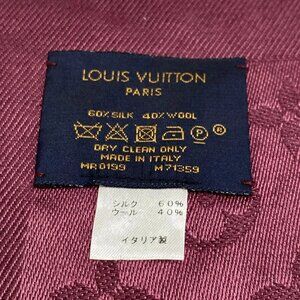 LOUIS VUITTON
PARIS
60% SILK 40% WOOL
P
DRY CLEAN ONLY
MADE IN ITALY
MR0199 M71359
シルク 60%
ウール 40%
イタリア製